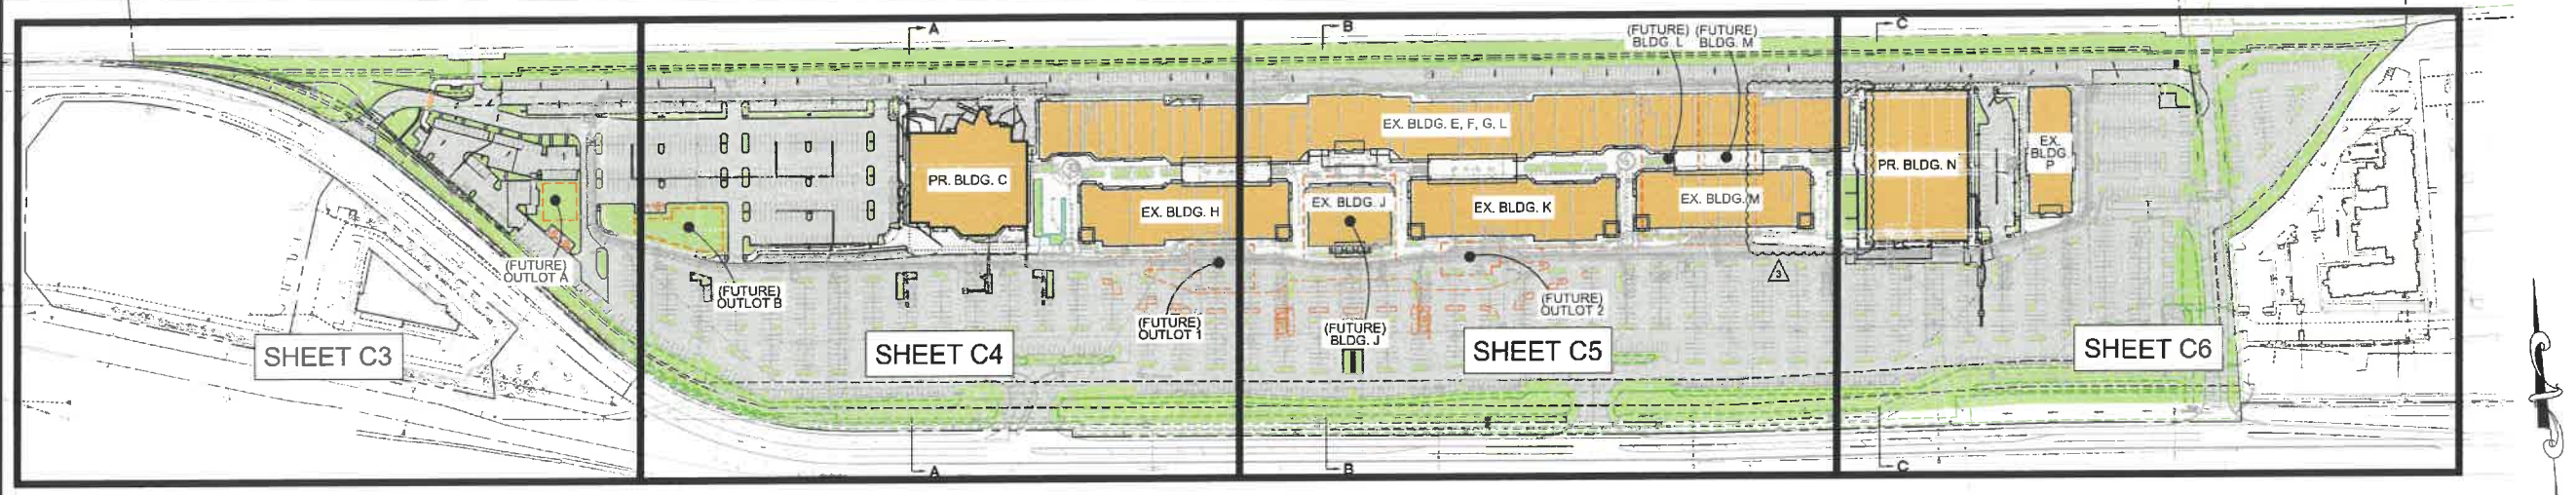 A
B
(FUTURE) (FUTURE)
BLDG. L BLDG. M
C
EX. BLDG. E, F, G, L
PR. BLDG. C
EX. BLDG. H
EX. BLDG. J
EX. BLDG. K
EX. BLDG. M
PR. BLDG. N
EX.
BLDG.
P
(FUTURE)
OUTLOT A
(FUTURE)
OUTLOT B
(FUTURE)
OUTLOT 1
(FUTURE)
BLDG. J
(FUTURE)
OUTLOT 2
3
SHEET C3
SHEET C4
SHEET C5
SHEET C6
A
B
C